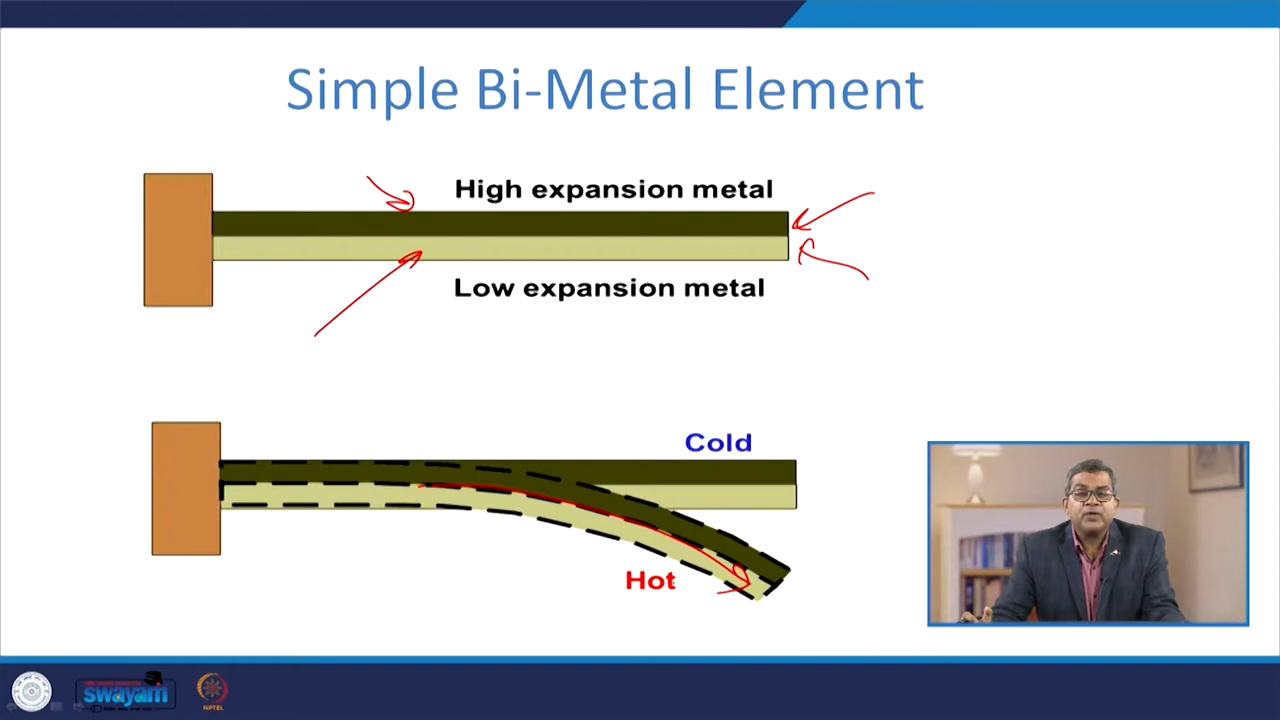 Simple Bi-Metal Element
High expansion metal
Low expansion metal
Cold
Hot
swayam
NPTEL